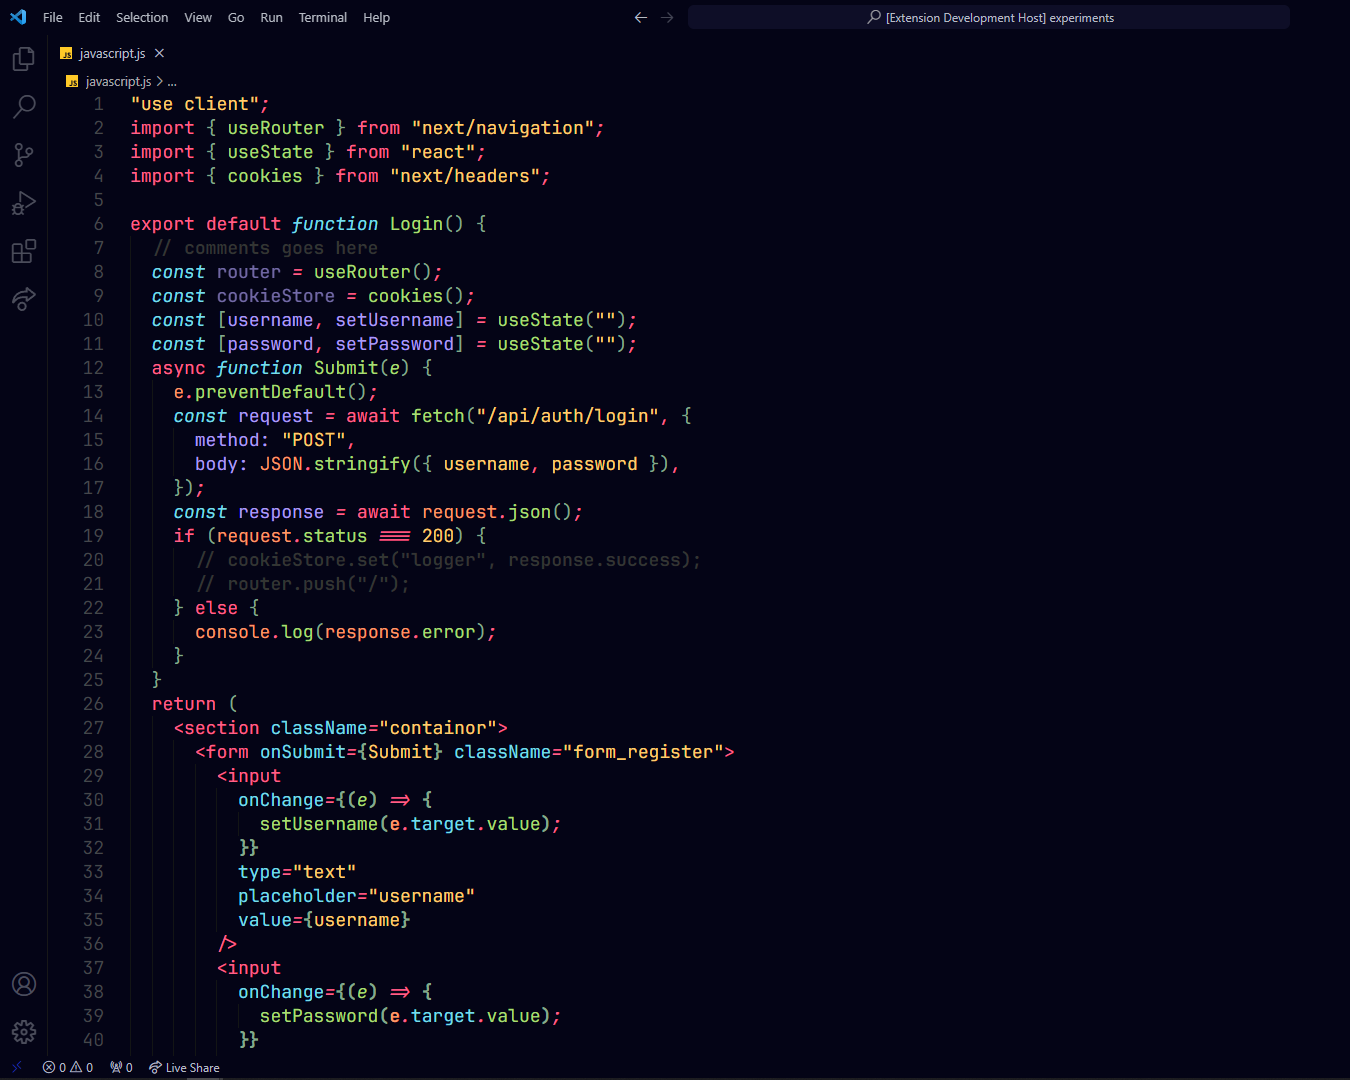 File Edit Selection View Go Run Terminal Help [Extension Development Host] experiments
JS javascript.js
JS javascript.js > ...
1 "use client";
2 import { useRouter } from "next/navigation";
3 import { useState } from "react";
4 import { cookies } from "next/headers";
5
6 export default function Login() {
7 // comments goes here
8 const router = useRouter();
9 const cookieStore = cookies();
10 const [username, setUsername] = useState("");
11 const [password, setPassword] = useState("");
12 async function Submit(e) {
13 e.preventDefault();
14 const request = await fetch("/api/auth/login", {
15 method: "POST",
16 body: JSON.stringify({ username, password }),
17 });
18 const response = await request.json();
19 if (request.status === 200) {
20 // cookieStore.set("logger", response.success);
21 // router.push("/");
22 } else {
23 console.log(response.error);
24 }
25 }
26 return (
27 <section className="containor">
28 <form onSubmit={Submit} className="form_register">
29 <input
30 onChange={(e) => {
31 setUsername(e.target.value);
32 }}
33 type="text"
34 placeholder="username"
35 value={username}
36 />
37 <input
38 onChange={(e) => {
39 setPassword(e.target.value);
40 }}
0 0 0 Live Share